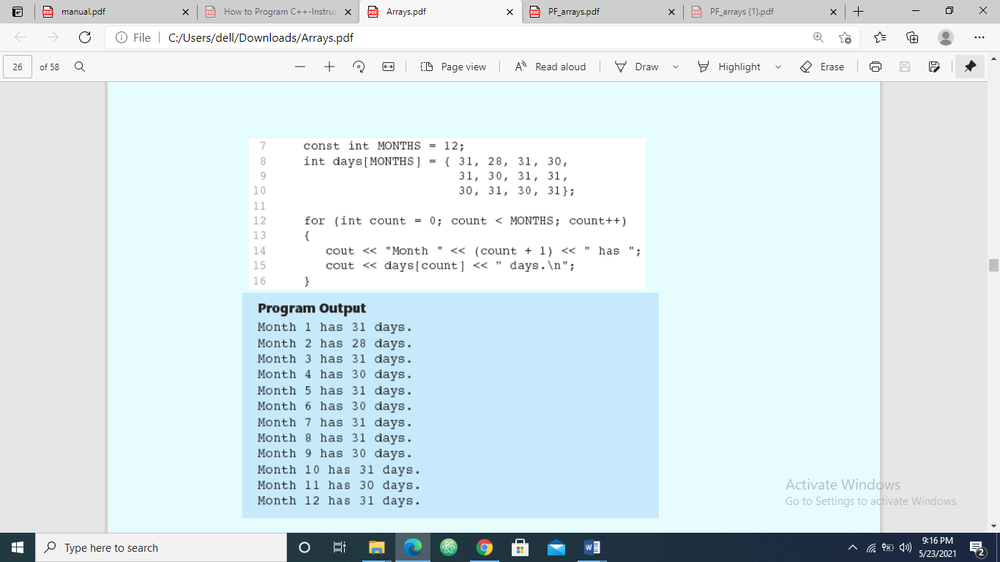 manual.pdf
How to Program C++-Instruc
Arrays.pdf
PF_arrays.pdf
PF_arrays (1).pdf
File
C:/Users/dell/Downloads/Arrays.pdf
26 of 58
Page view
Read aloud
Draw
Highlight
Erase
7 const int MONTHS = 12;
8 int days[MONTHS] = { 31, 28, 31, 30,
9 31, 30, 31, 31,
10 30, 31, 30, 31};
11
12 for (int count = 0; count < MONTHS; count++)
13 {
14 cout << "Month " << (count + 1) << " has ";
15 cout << days[count] << " days.\n";
16 }
Program Output
Month 1 has 31 days.
Month 2 has 28 days.
Month 3 has 31 days.
Month 4 has 30 days.
Month 5 has 31 days.
Month 6 has 30 days.
Month 7 has 31 days.
Month 8 has 31 days.
Month 9 has 30 days.
Month 10 has 31 days.
Month 11 has 30 days.
Month 12 has 31 days.
Activate Windows
Go to Settings to activate Windows.
Type here to search
9:16 PM
5/23/2021
2